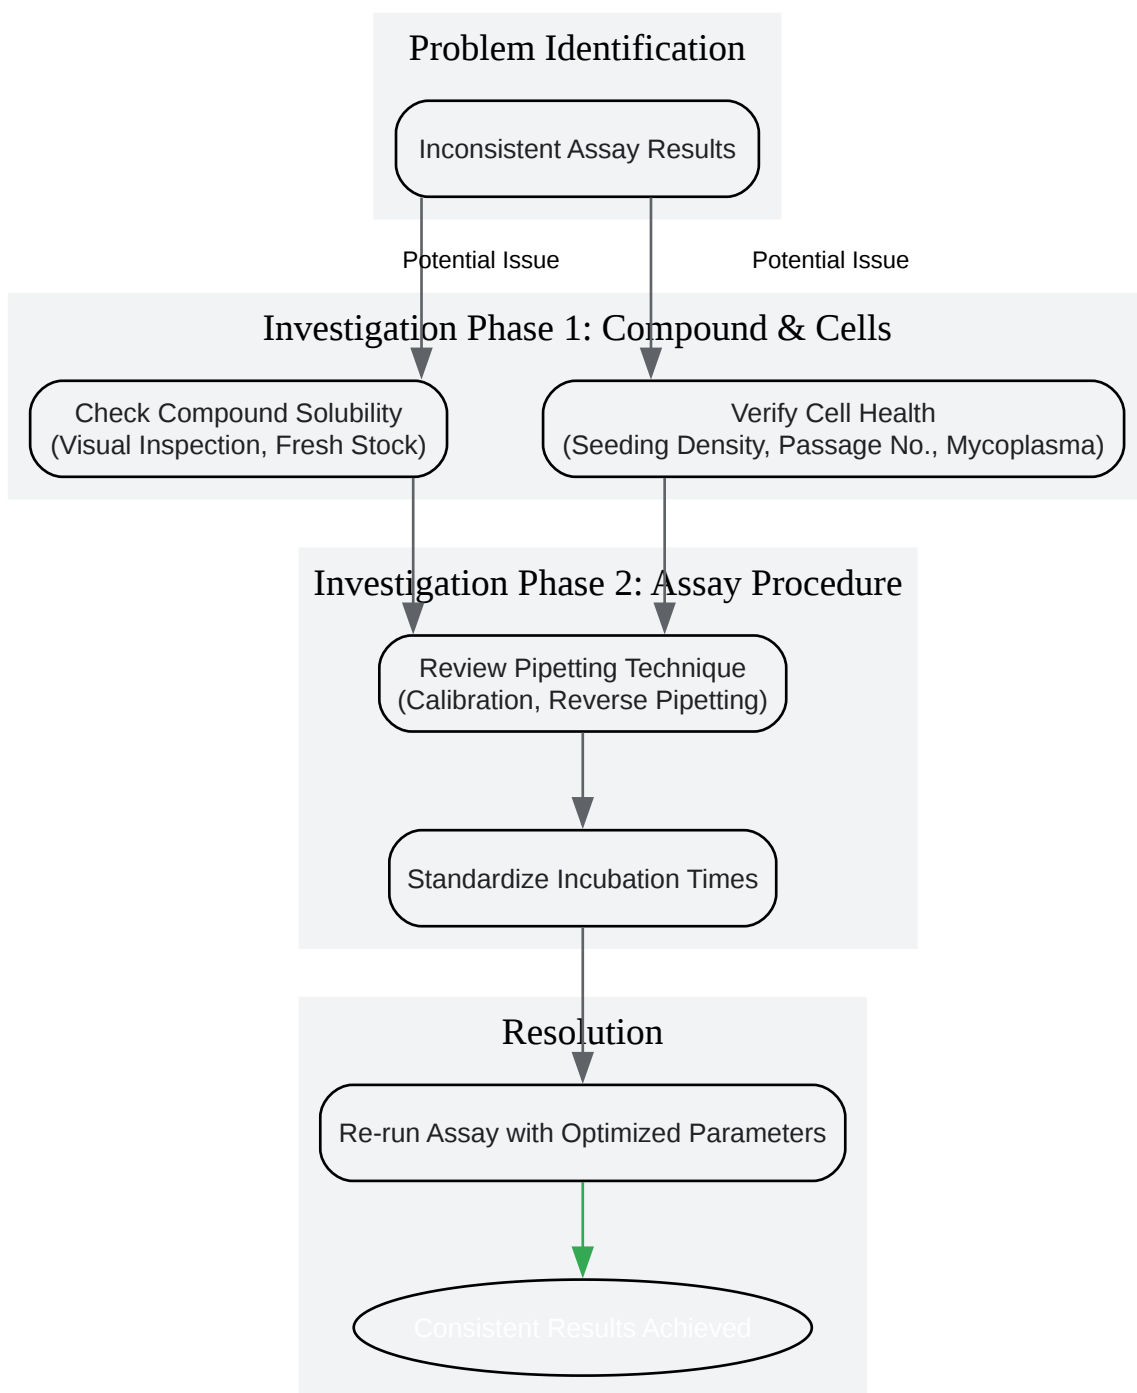 Problem Identification
Inconsistent Assay Results
Potential Issue
Potential Issue
Investigation Phase 1: Compound & Cells
Check Compound Solubility
(Visual Inspection, Fresh Stock)
Verify Cell Health
(Seeding Density, Passage No., Mycoplasma)
Investigation Phase 2: Assay Procedure
Review Pipetting Technique
(Calibration, Reverse Pipetting)
Standardize Incubation Times
Resolution
Re-run Assay with Optimized Parameters
Consistent Results Achieved